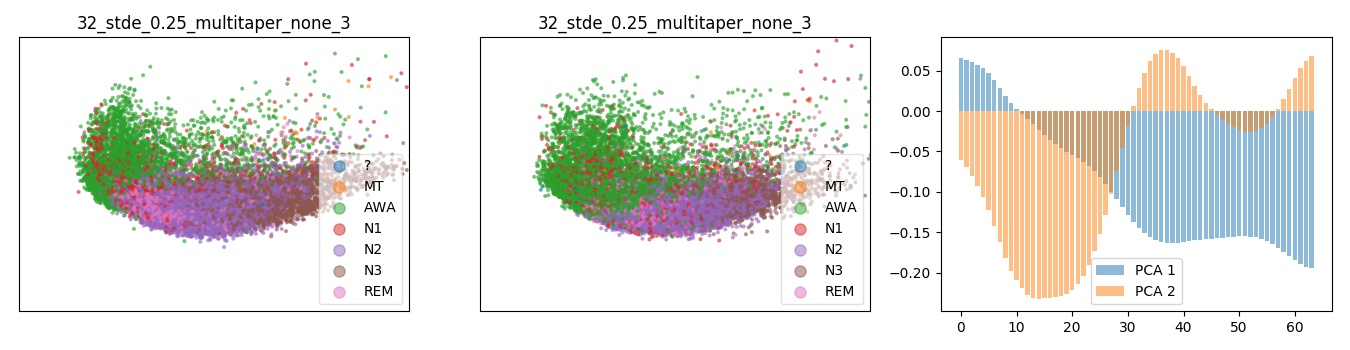 32_stde_0.25_multitaper_none_3
?
MT
AWA
N1
N2
N3
REM
32_stde_0.25_multitaper_none_3
?
MT
AWA
N1
N2
N3
REM
0.05
0.00
−0.05
−0.10
−0.15
−0.20
PCA 1
PCA 2
0 10 20 30 40 50 60